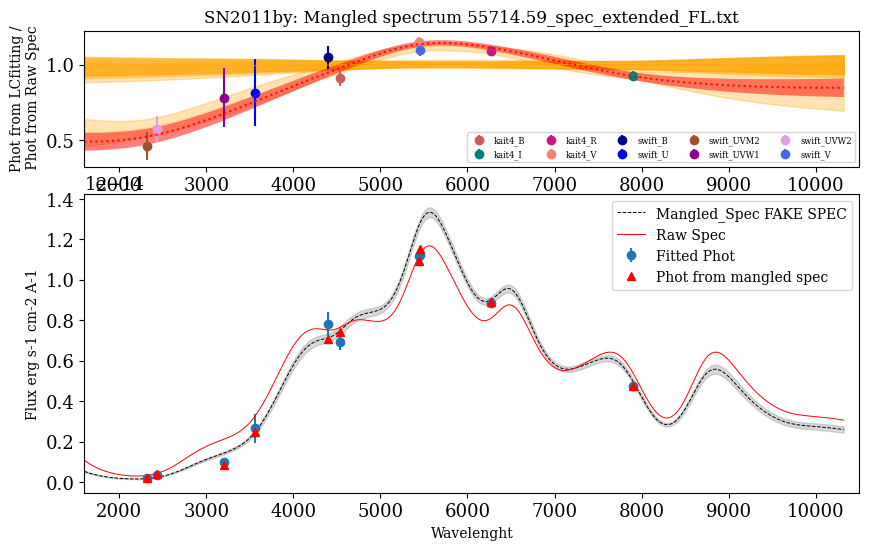 SN2011by: Mangled spectrum 55714.59_spec_extended_FL.txt
Phot from LCfitting /
Phot from Raw Spec
1.0
0.5
kait4_B kait4_R swift_B swift_UVM2 swift_UVW2
kait4_I kait4_V swift_U swift_UVW1 swift_V
2000 3000 4000 5000 6000 7000 8000 9000 10000
1e−14
Flux erg s-1 cm-2 A-1
1.4
1.2
1.0
0.8
0.6
0.4
0.2
0.0
Mangled_Spec FAKE SPEC
Raw Spec
Fitted Phot
Phot from mangled spec
2000 3000 4000 5000 6000 7000 8000 9000 10000
Wavelenght